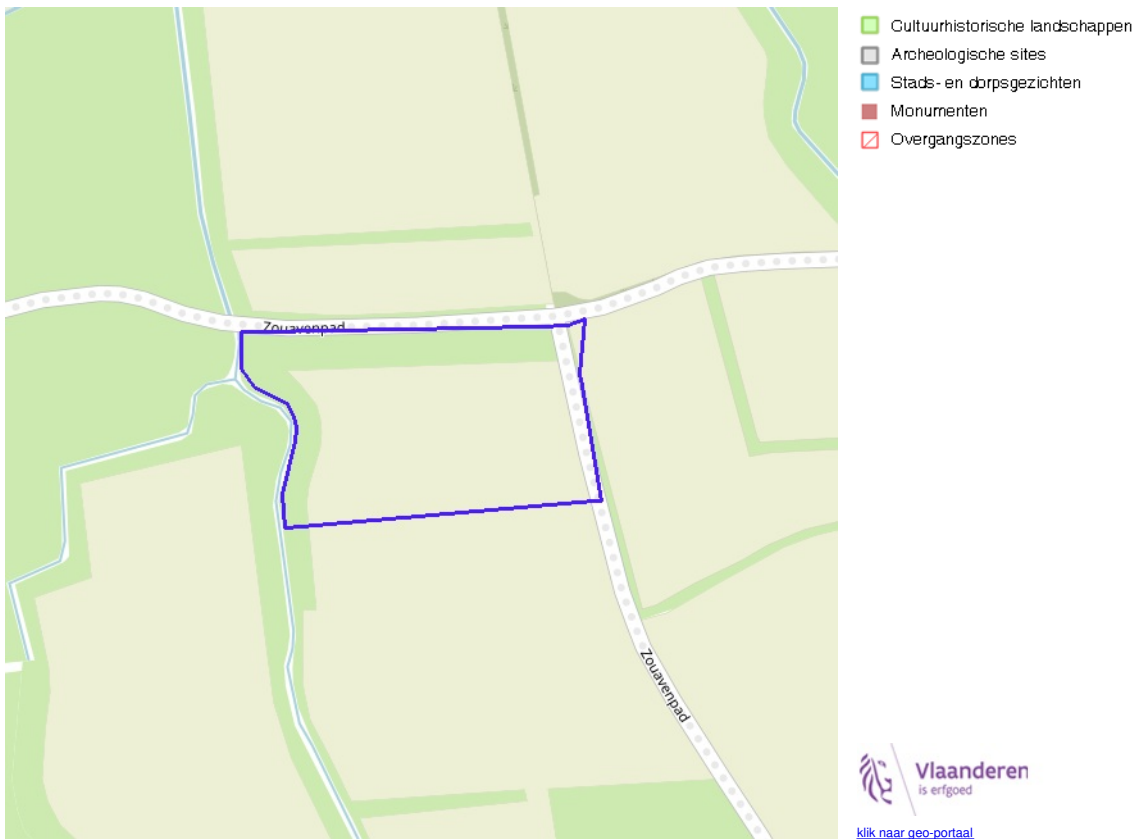 Cultuurhistorische landschappen
Archeologische sites
Stads- en dorpsgezichten
Monumenten
Overgangszones
Zouavenpad
Zouavenpad
Vlaanderen
is erfgoed
klik naar geo-portaal